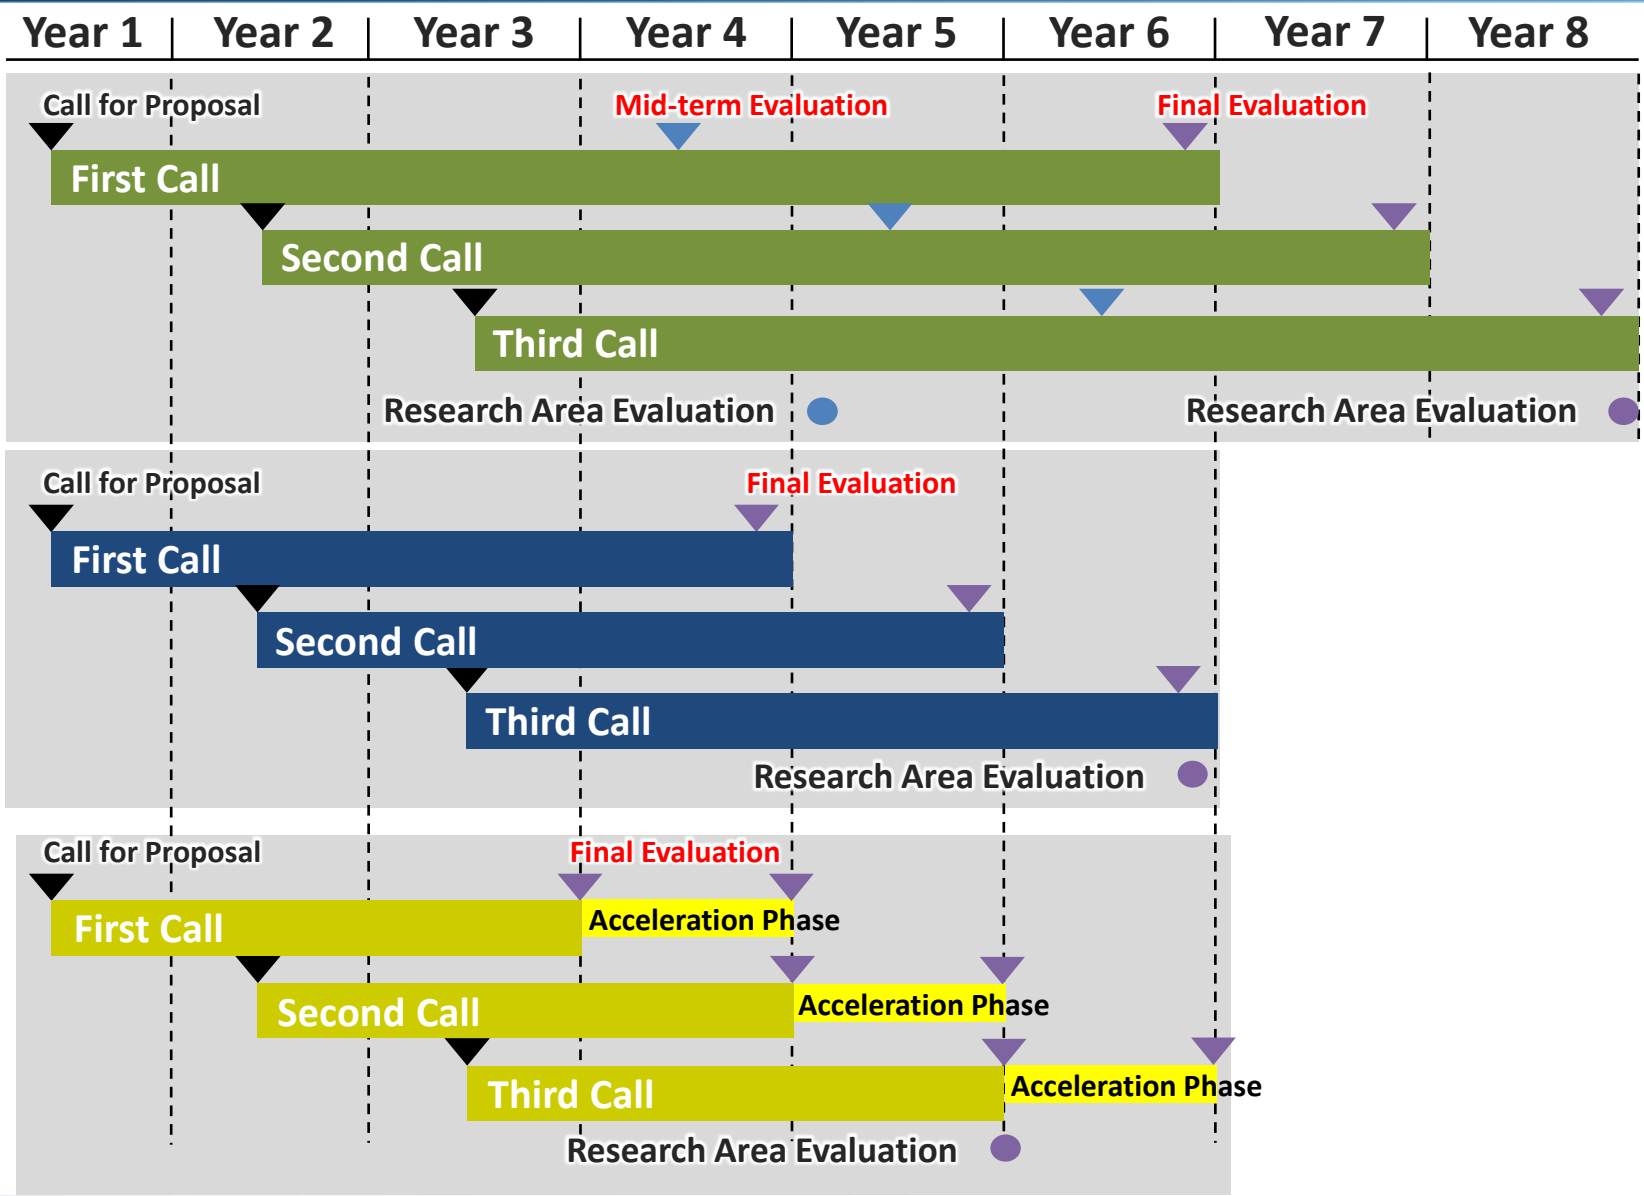 Year 1 Year 2 Year 3 Year 4 Year 5 Year 6 Year 7 Year 8
Call for Proposal Mid-term Evaluation Final Evaluation
First Call
Second Call
Third Call
Research Area Evaluation Research Area Evaluation
Call for Proposal Final Evaluation
First Call
Second Call
Third Call
Research Area Evaluation
Call for Proposal Final Evaluation
First Call Acceleration Phase
Second Call Acceleration Phase
Third Call Acceleration Phase
Research Area Evaluation